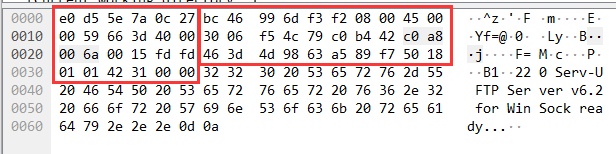 0000 e0 d5 5e 7a 0c 27 bc 46 99 6d f3 f2 08 00 45 00 ··^z·'·F ·m····E·
0010 00 59 66 3d 40 00 30 06 f5 4c 79 c0 b4 42 c0 a8 ·Yf=@·0· ·Ly··B··
0020 00 6a 00 15 fd fd 46 3d 4d 98 63 a5 89 f7 50 18 ·j····F= M·c···P·
0030 01 01 42 31 00 00 32 32 30 20 53 65 72 76 2d 55 ··B1··22 0 Serv-U
0040 20 46 54 50 20 53 65 72 76 65 72 20 76 36 2e 32 FTP Ser ver v6.2
0050 20 66 6f 72 20 57 69 6e 53 6f 63 6b 20 72 65 61 for Win Sock rea
0060 64 79 2e 2e 2e 0d 0a dy...··